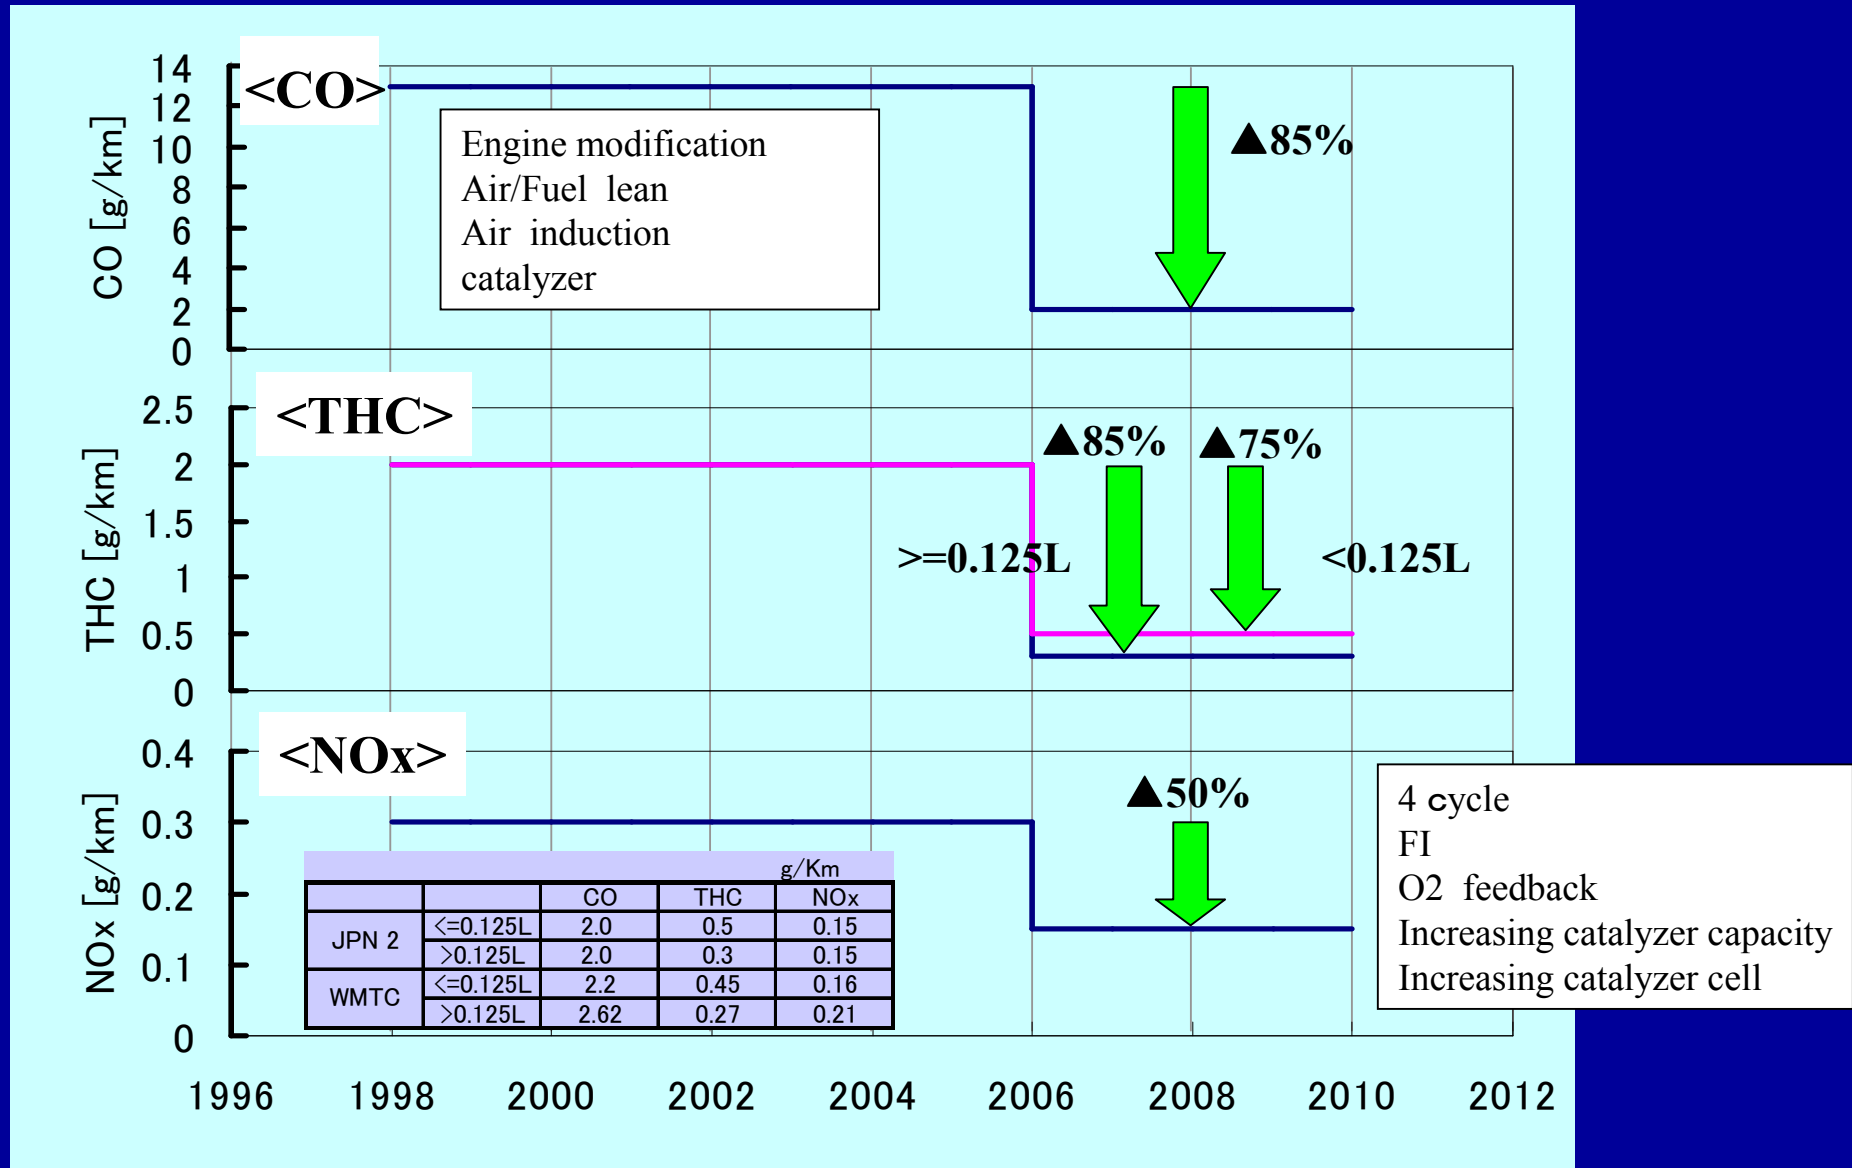 <CO>
CO [g/km]
14
12
10
8
6
4
2
0
Engine modification
Air/Fuel lean
Air induction
catalyzer
▲85%
<THC>
THC [g/km]
2.5
2
1.5
1
0.5
0
▲85%
▲75%
>=0.125L
<0.125L
<NOx>
NOx [g/km]
0.4
0.3
0.2
0.1
0
▲50%
g/Km
CO THC NOx
JPN 2 <=0.125L 2.0 0.5 0.15
>0.125L 2.0 0.3 0.15
WMTC <=0.125L 2.2 0.45 0.16
>0.125L 2.62 0.27 0.21
4 cycle
FI
O2 feedback
Increasing catalyzer capacity
Increasing catalyzer cell
1996 1998 2000 2002 2004 2006 2008 2010 2012